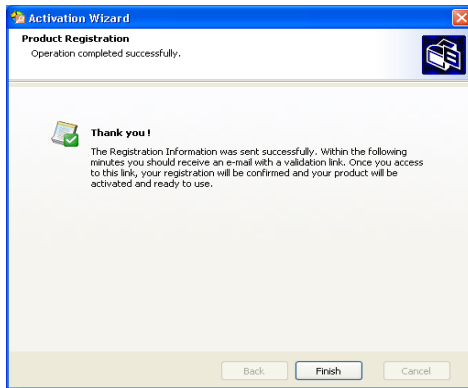 Activation Wizard
Product Registration
Operation completed successfully.
Thank you !
The Registration Information was sent successfully. Within the following
minutes you should receive an e-mail with a validation link. Once you access
to this link, your registration will be confirmed and your product will be
activated and ready to use.
Back
Finish
Cancel